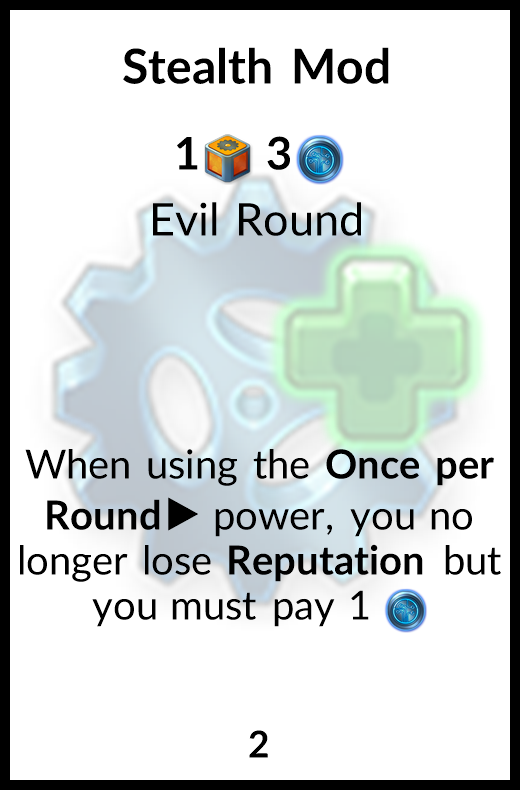 Stealth Mod
1 3
Evil Round
When using the Once per
Round▶ power, you no
longer lose Reputation but
you must pay 1
2